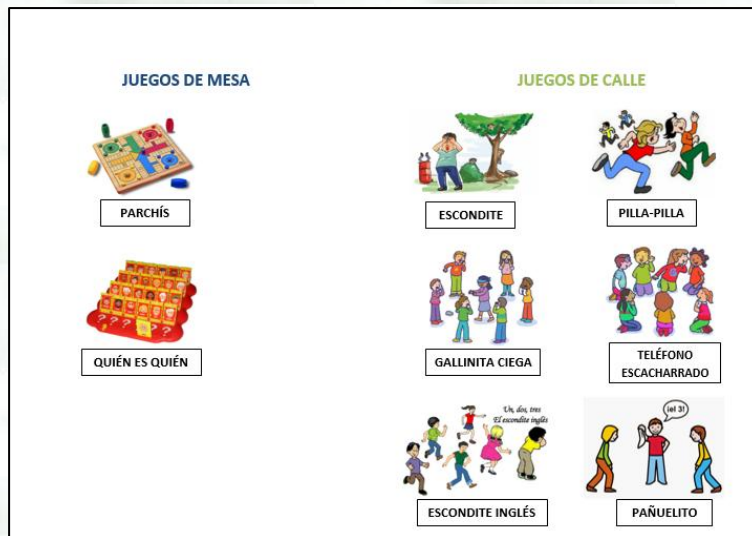 JUEGOS DE MESA
JUEGOS DE CALLE
PARCHÍS
ESCONDITE
PILLA-PILLA
QUIÉN ES QUIÉN
GALLINITA CIEGA
TELÉFONO
ESCACHARRADO
Un, dos, tres
El escondite inglés
¡el 3!
ESCONDITE INGLÉS
PAÑUELITO